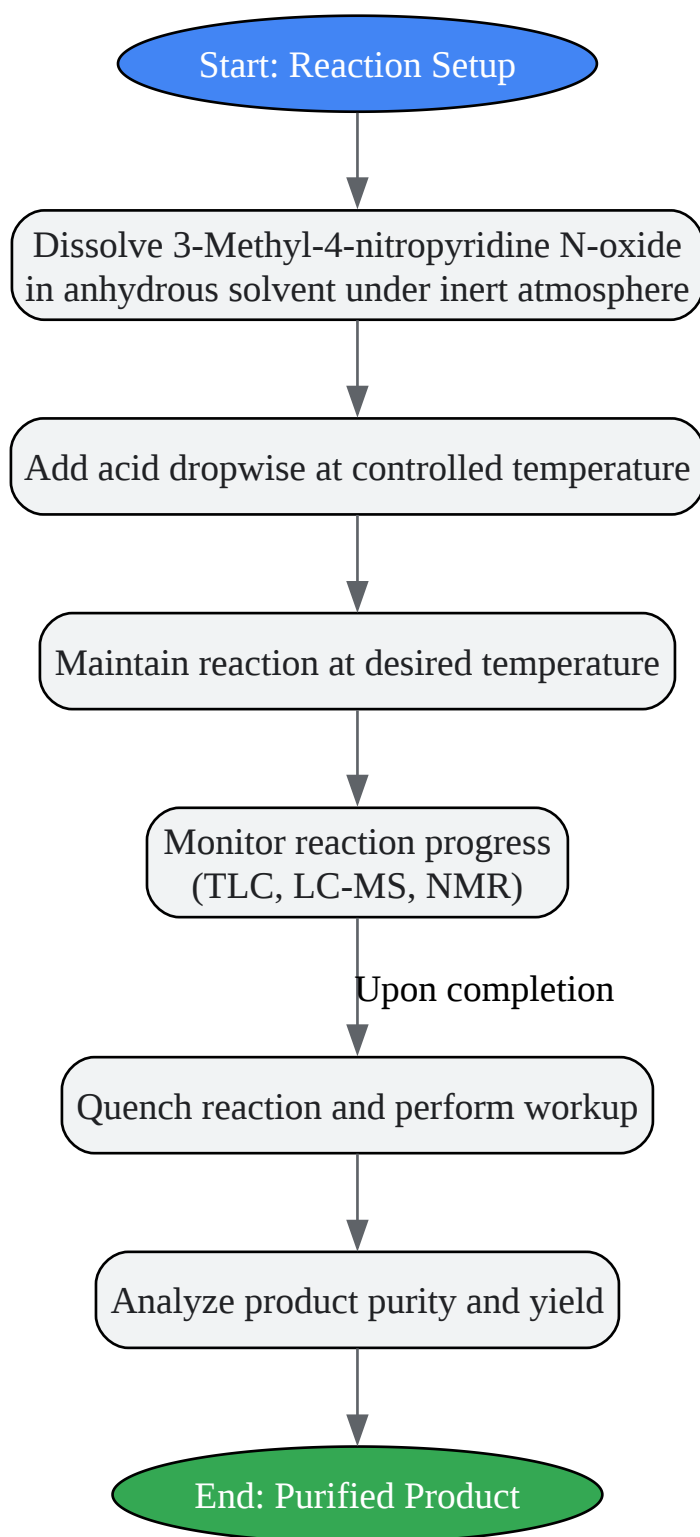 Start: Reaction Setup
Dissolve 3-Methyl-4-nitropyridine N-oxide
in anhydrous solvent under inert atmosphere
Add acid dropwise at controlled temperature
Maintain reaction at desired temperature
Monitor reaction progress
(TLC, LC-MS, NMR)
Upon completion
Quench reaction and perform workup
Analyze product purity and yield
End: Purified Product